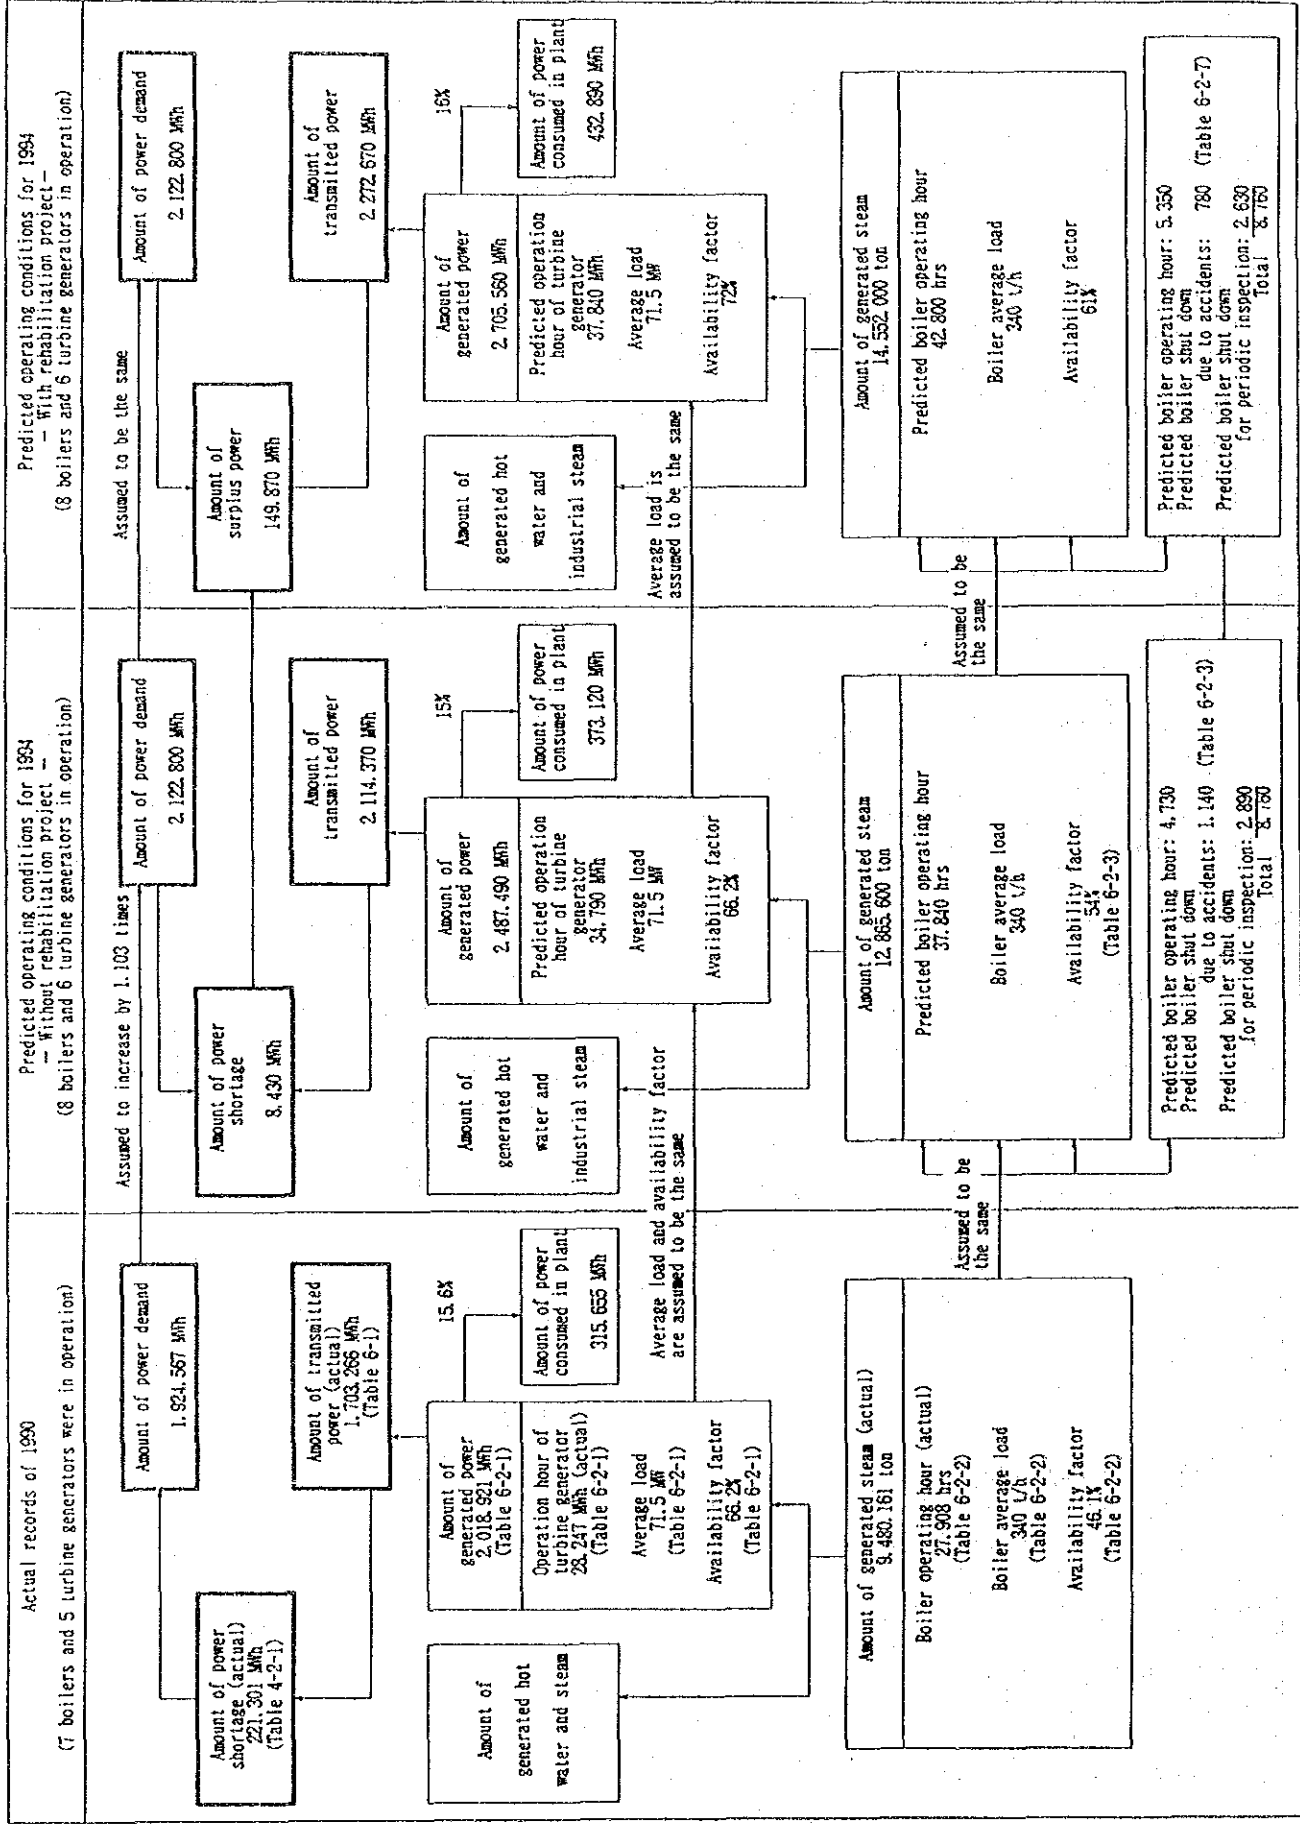 Actual records of 1990
(7 boilers and 5 turbine generators were in operation)
Amount of power demand
1.924.567 MWh
Amount of power
shortage (actual)
221.301 MWh
(Table 4-2-1)
Amount of transmitted
power (actual)
1.703.266 MWh
(Table 6-1)
15.6%
Amount of
generated power
2.018.921 MWh
(Table 6-2-1)
Amount of power
consumed in plant
315.655 MWh
Operation hour of
turbine generator
28.247 MWh (actual)
(Table 6-2-1)
Average load
71.5 MW
(Table 6-2-1)
Availability factor
66.2%
(Table 6-2-1)
Amount of
generated hot
water and steam
Amount of generated steam (actual)
9.480.161 ton
Boiler operating hour (actual)
27.908 hrs
(Table 6-2-2)
Boiler average load
340 t/h
(Table 6-2-2)
Availability factor
46.1%
(Table 6-2-2)
Assumed to increase by 1.103 times
Average load and availability factor
are assumed to be the same
Assumed to be
the same
Predicted operating conditions for 1994
— Without rehabilitation project —
(8 boilers and 6 turbine generators in operation)
Amount of power demand
2.122.800 MWh
Amount of power
shortage
8.430 MWh
Amount of
transmitted power
2.114.370 MWh
15%
Amount of
generated power
2.487.490 MWh
Amount of power
consumed in plant
373.120 MWh
Predicted operation
hour of turbine
generator
34.790 MWh
Average load
71.5 MW
Availability factor
66.2%
Amount of
generated hot
water and
industrial steam
Amount of generated steam
12.865.600 ton
Predicted boiler operating hour
37.840 hrs
Boiler average load
340 t/h
Availability factor
54%
(Table 6-2-3)
Predicted boiler operating hour: 4.730
Predicted boiler shut down
due to accidents: 1.140 (Table 6-2-3)
Predicted boiler shut down
for periodic inspection: 2.890
Total 8.760
Assumed to be the same
Average load is
assumed to be the same
Assumed to be
the same
Predicted operating conditions for 1994
— With rehabilitation project —
(8 boilers and 6 turbine generators in operation)
Amount of power demand
2.122.800 MWh
Amount of
surplus power
149.870 MWh
Amount of
transmitted power
2.272.670 MWh
16%
Amount of
generated power
2.705.560 MWh
Amount of power
consumed in plant
432.890 MWh
Predicted operation
hour of turbine
generator
37.840 MWh
Average load
71.5 MW
Availability factor
72%
Amount of
generated hot
water and
industrial steam
Amount of generated steam
14.552.000 ton
Predicted boiler operating hour
42.800 hrs
Boiler average load
340 t/h
Availability factor
61%
Predicted boiler operating hour: 5.350
Predicted boiler shut down
due to accidents: 780 (Table 6-2-7)
Predicted boiler shut down
for periodic inspection: 2.630
Total 8.760